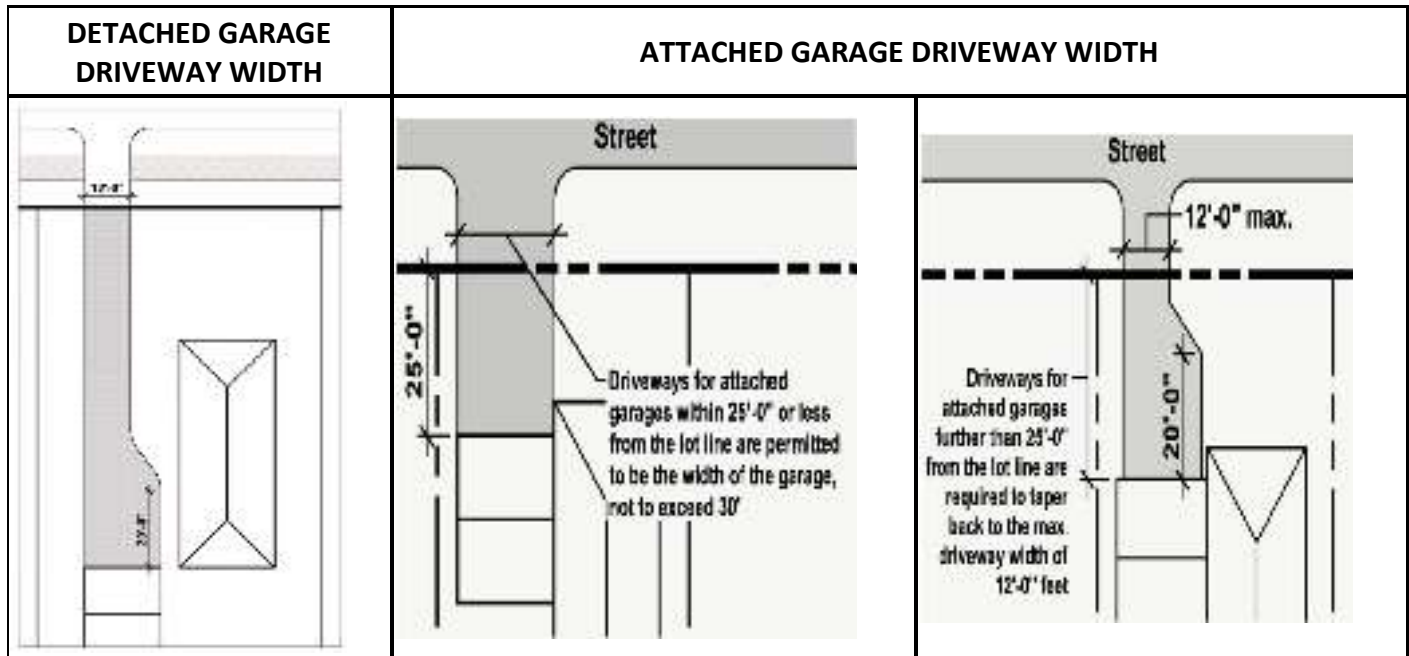 DETACHED GARAGE
DRIVEWAY WIDTH
ATTACHED GARAGE DRIVEWAY WIDTH
12'-0"
Street
25'-0"
Driveways for attached
garages within 25'-0" or less
from the lot line are permitted
to be the width of the garage,
not to exceed 30'
Street
12'-0" max.
20'-0"
Driveways for
attached garages
further than 25'-0"
from the lot line are
required to taper
back to the max.
driveway width of
12'-0" feet